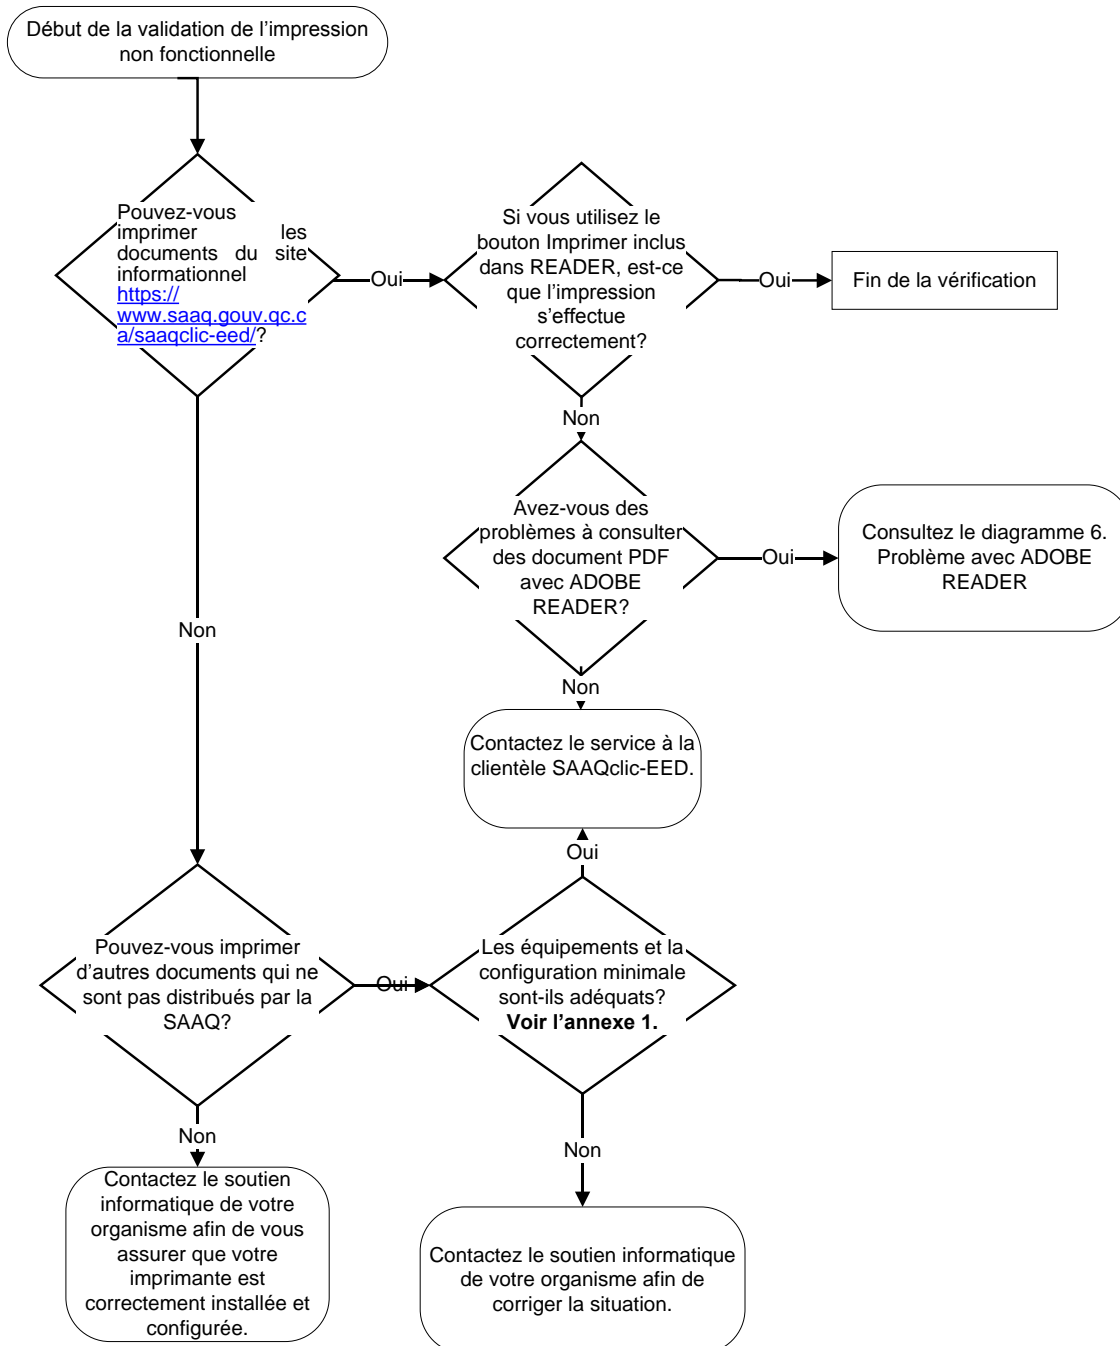 Début de la validation de l’impression
non fonctionnelle
Pouvez-vous
imprimer les
documents du site
informationnel
https://
www.saaq.gouv.qc.c
a/saaqclic-eed/?
Oui
Si vous utilisez le
bouton Imprimer inclus
dans READER, est-ce
que l’impression
s’effectue
correctement?
Oui
Fin de la vérification
Non
Avez-vous des
problèmes à consulter
des document PDF
avec ADOBE
READER?
Oui
Consultez le diagramme 6.
Problème avec ADOBE
READER
Non
Non
Contactez le service à la
clientèle SAAQclic-EED.
Oui
Pouvez-vous imprimer
d’autres documents qui ne
sont pas distribués par la
SAAQ?
Oui
Les équipements et la
configuration minimale
sont-ils adéquats?
Voir l’annexe 1.
Non
Non
Contactez le soutien
informatique de votre
organisme afin de vous
assurer que votre
imprimante est
correctement installée et
configurée.
Contactez le soutien informatique
de votre organisme afin de
corriger la situation.